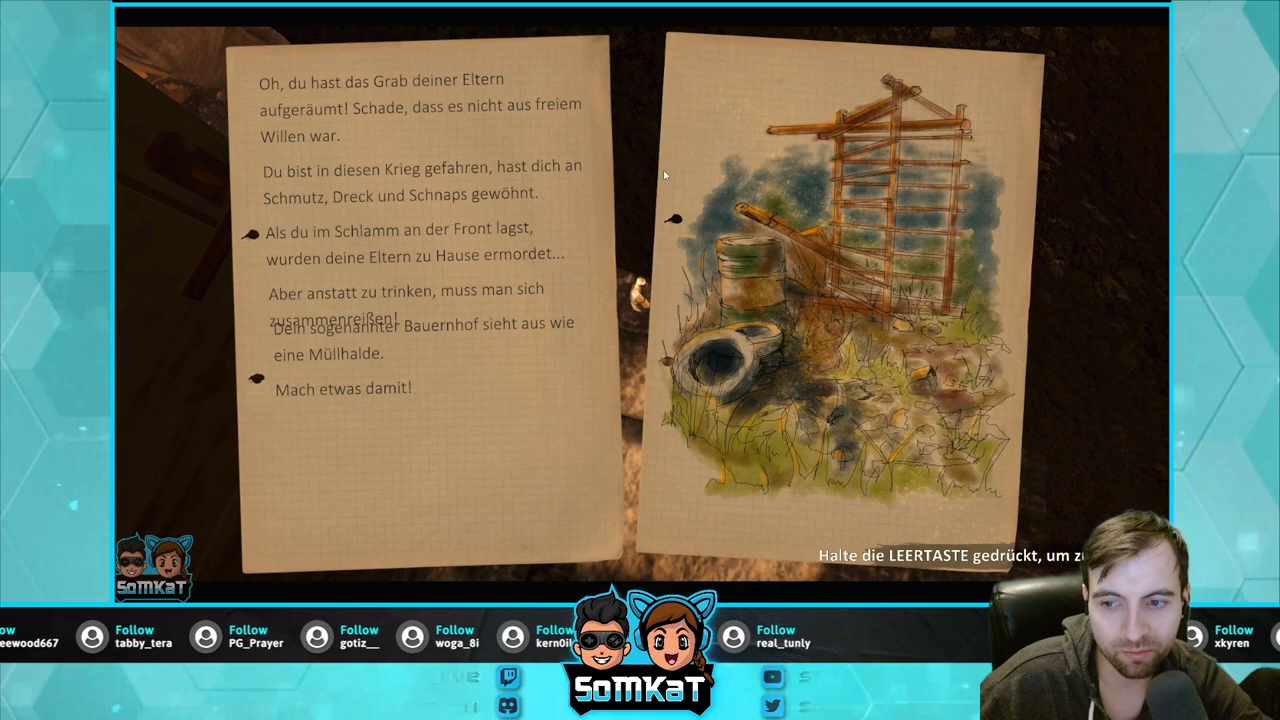 Oh, du hast das Grab deiner Eltern
aufgeräumt! Schade, dass es nicht aus freiem
Willen war.
Du bist in diesen Krieg gefahren, hast dich an
Schmutz, Dreck und Schnaps gewöhnt.
Als du im Schlamm an der Front lagst,
wurden deine Eltern zu Hause ermordet...
Aber anstatt zu trinken, muss man sich
zusammenreißen!
Dein sogenannter Bauernhof sieht aus wie
eine Müllhalde.
Mach etwas damit!
Halte die LEERTASTE gedrückt, um
SOMKAT
ow
eewood667
Follow
tabby_tera
Follow
PG_Prayer
Follow
gotiz__
Follow
woga_8i
Follow
Follow
real_tunly
Follow
xkyren
SOMKAT